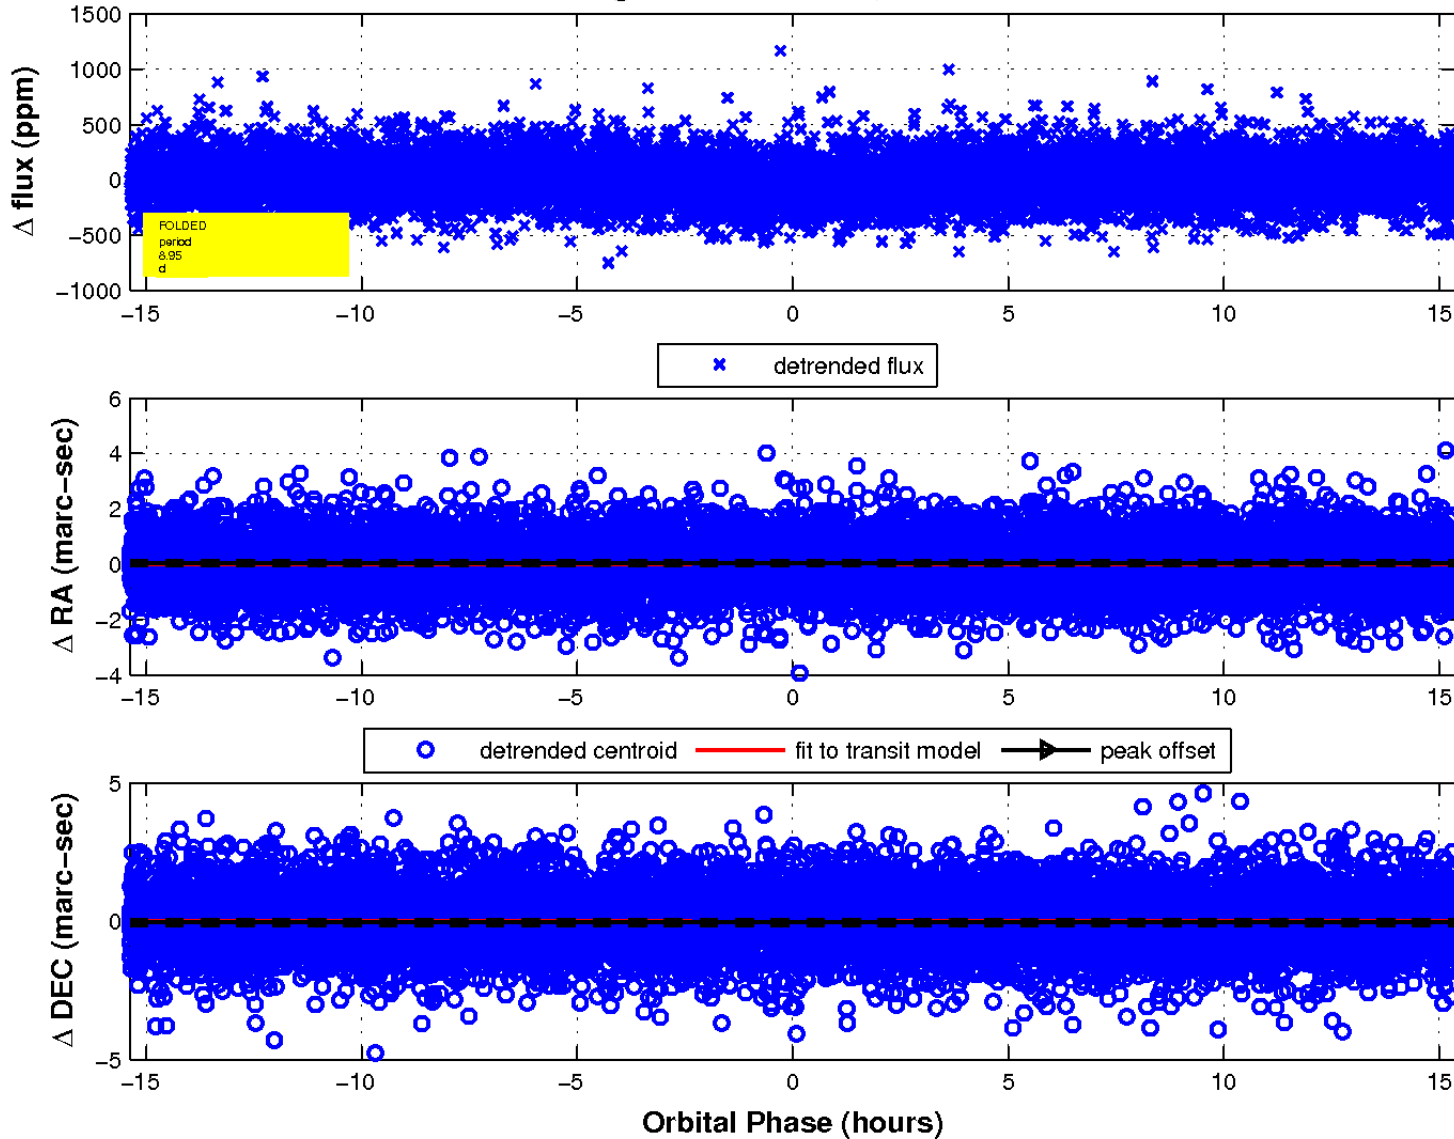 1500
1000
500
0
−500
−1000
Δ flux (ppm)
FOLDED
period
8.95
d
−15 −10 −5 0 5 10 15
detrended flux
6
4
2
0
−2
−4
Δ RA (marc−sec)
−15 −10 −5 0 5 10 15
detrended centroid fit to transit model peak offset
5
0
−5
Δ DEC (marc−sec)
−15 −10 −5 0 5 10 15
Orbital Phase (hours)